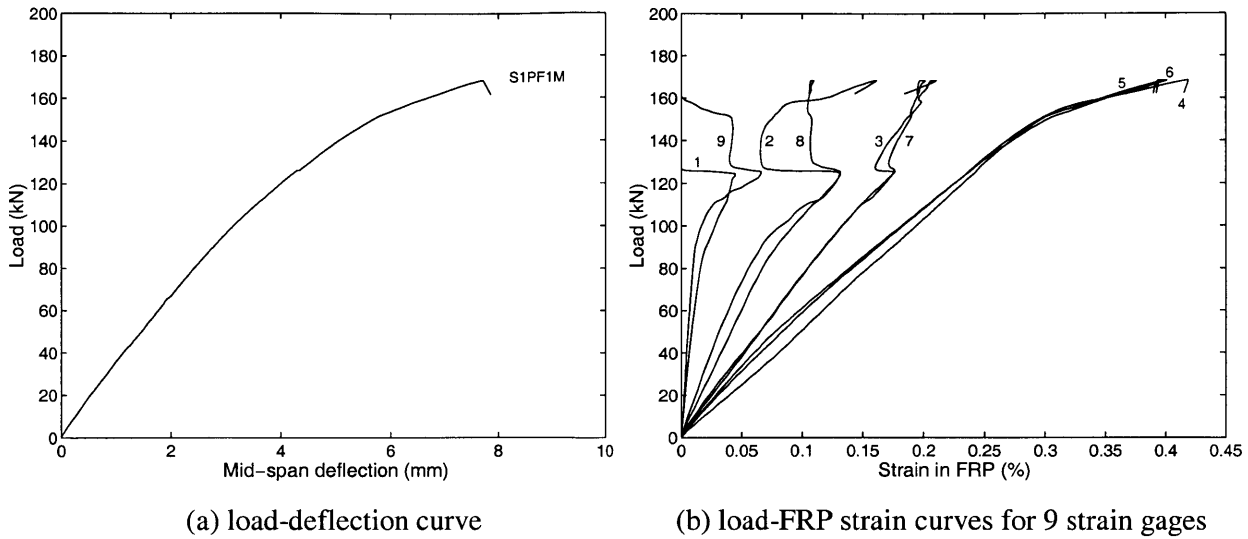 200
180
160
140
120
100
80
60
40
20
0
Load (kN)
S1PF1M
0 2 4 6 8 10
Mid−span deflection (mm)
(a) load-deflection curve
200
180
160
140
120
100
80
60
40
20
0
Load (kN)
1 9 2 8 3 7 5 6 4
0 0.05 0.1 0.15 0.2 0.25 0.3 0.35 0.4 0.45
Strain in FRP (%)
(b) load-FRP strain curves for 9 strain gages